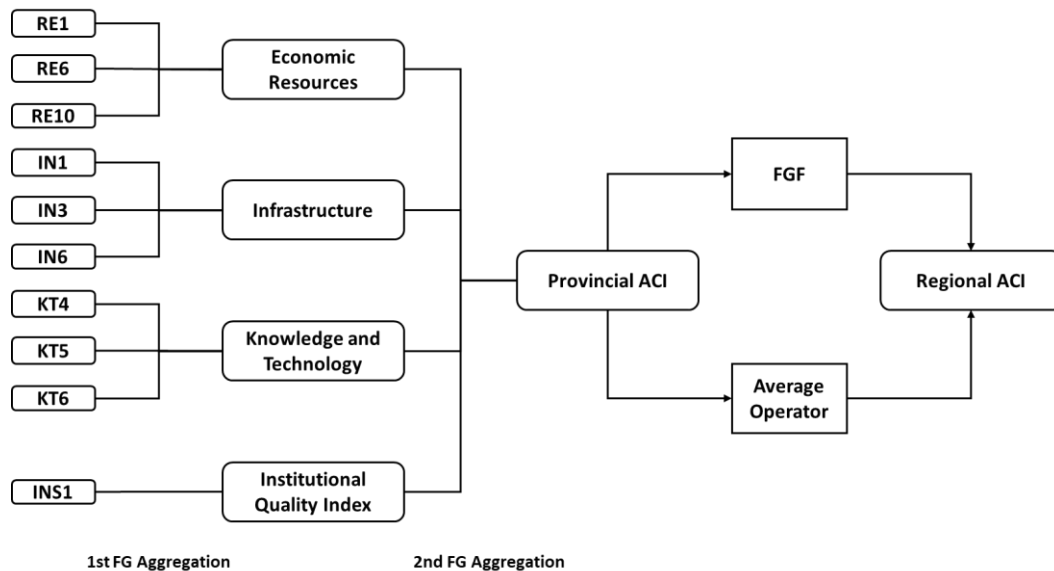 RE1
RE6
RE10
Economic
Resources
IN1
IN3
IN6
Infrastructure
KT4
KT5
KT6
Knowledge and
Technology
INS1
Institutional
Quality Index
Provincial ACI
FGF
Average
Operator
Regional ACI
1st FG Aggregation
2nd FG Aggregation